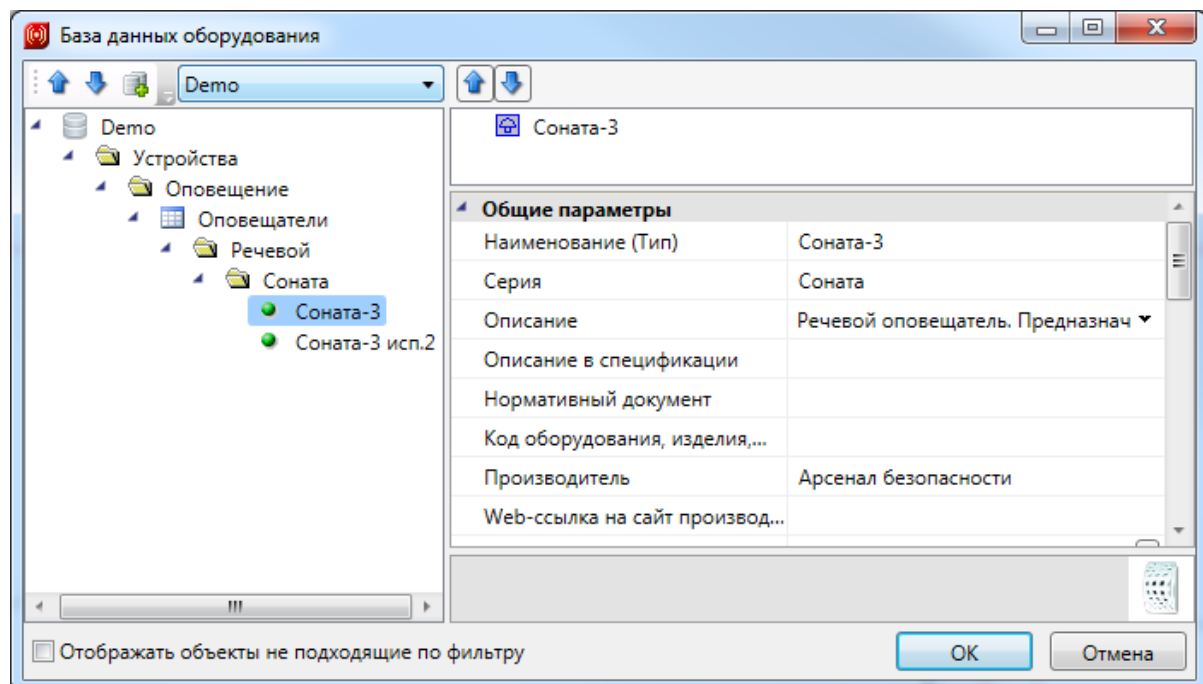 База данных оборудования
Demo
Demo
Устройства
Оповещение
Оповещатели
Речевой
Соната
Соната-3
Соната-3 исп.2
Соната-3
Общие параметры
Наименование (Тип) Соната-3
Серия Соната
Описание Речевой оповещатель. Предназнач
Описание в спецификации
Нормативный документ
Код оборудования, изделия,...
Производитель Арсенал безопасности
Web-ссылка на сайт производ...
Отображать объекты не подходящие по фильтру
OK
Отмена